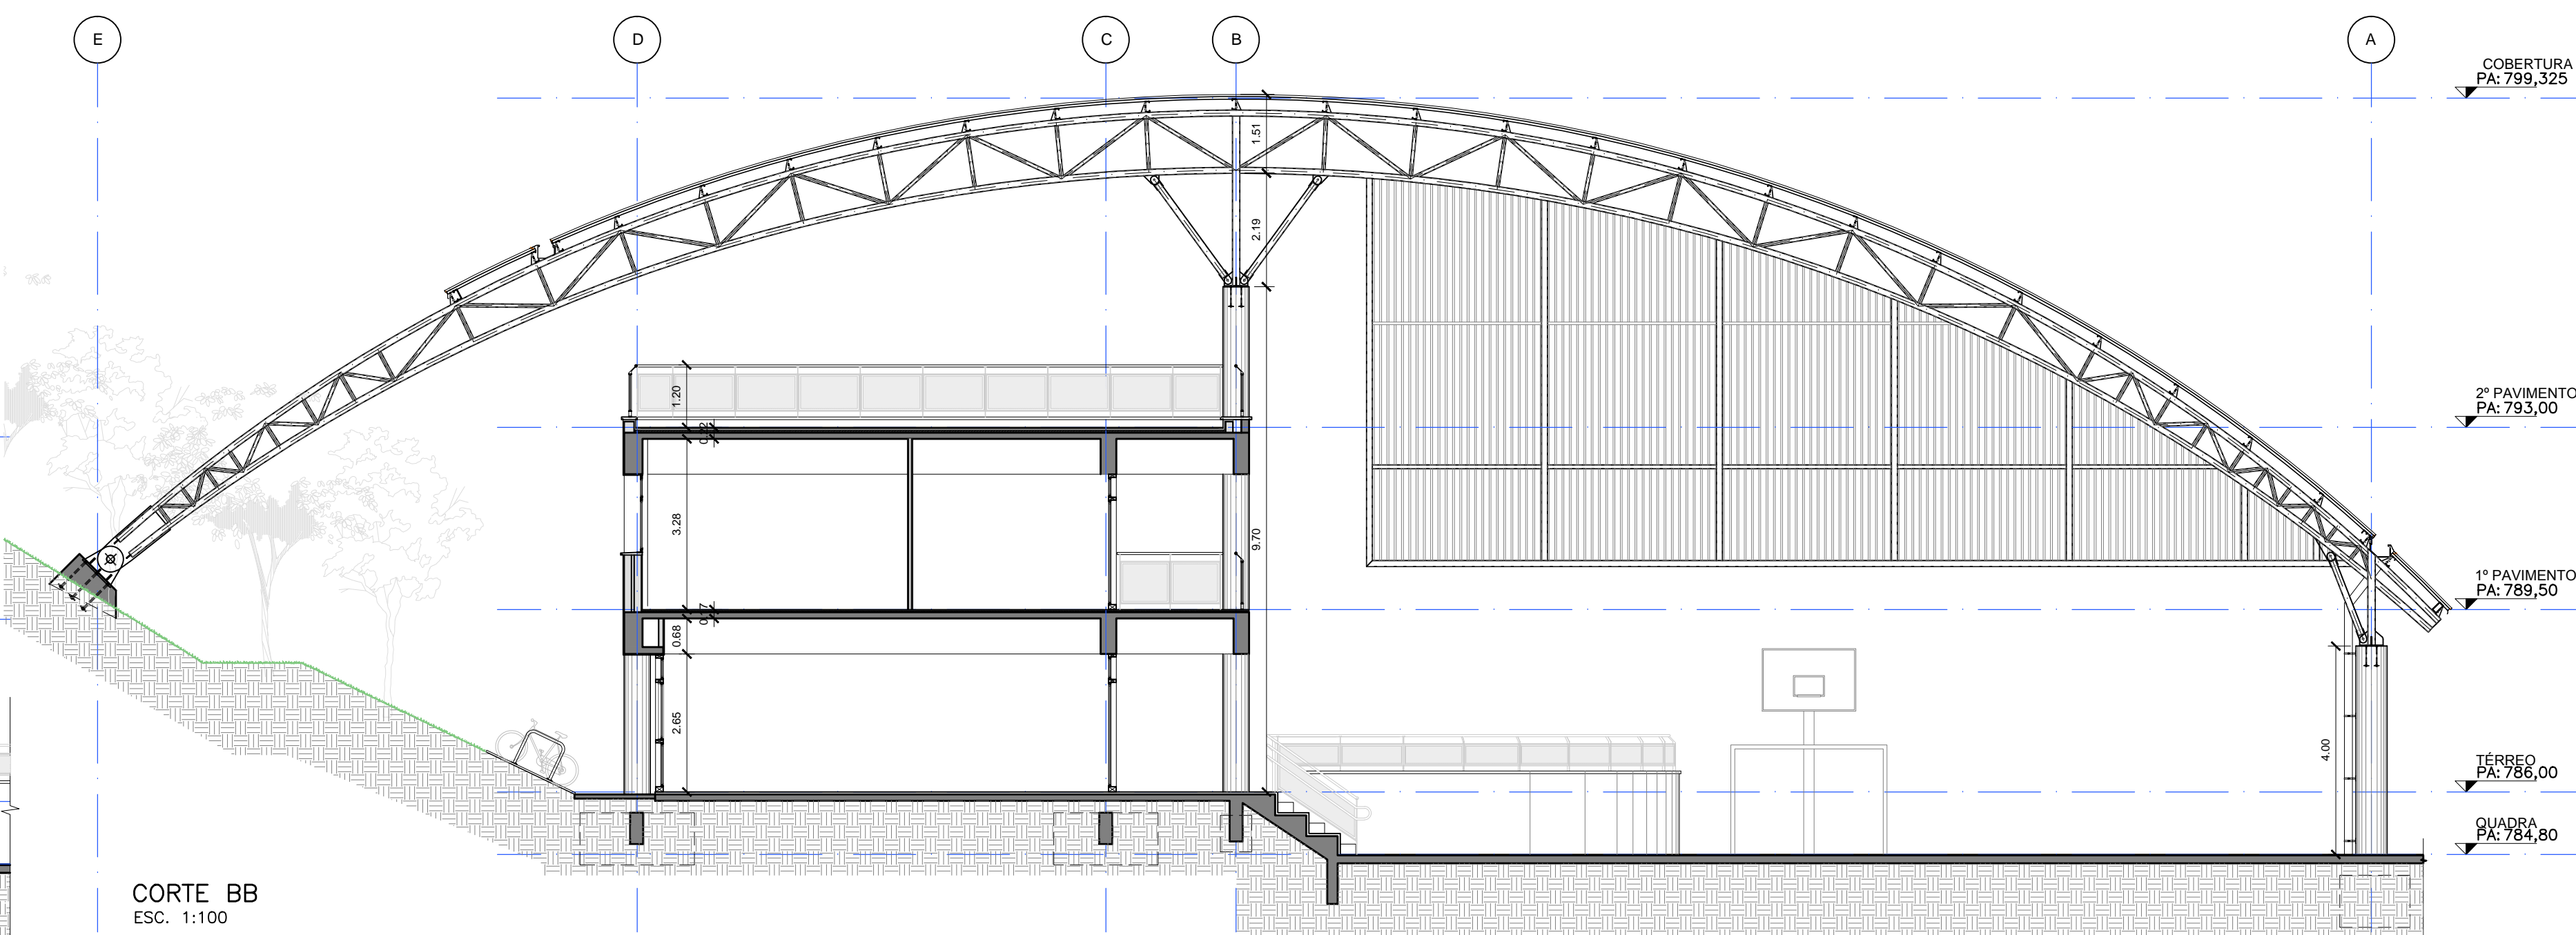 E
D
C
B
A
COBERTURA
PA: 799,325
1.51
2.19
1.20
2º PAVIMENTO
PA: 793,00
3.28
9.70
1º PAVIMENTO
PA: 789,50
0.68
2.65
4.00
TÉRREO
PA: 786,00
QUADRA
PA: 784,80
CORTE BB
ESC. 1:100